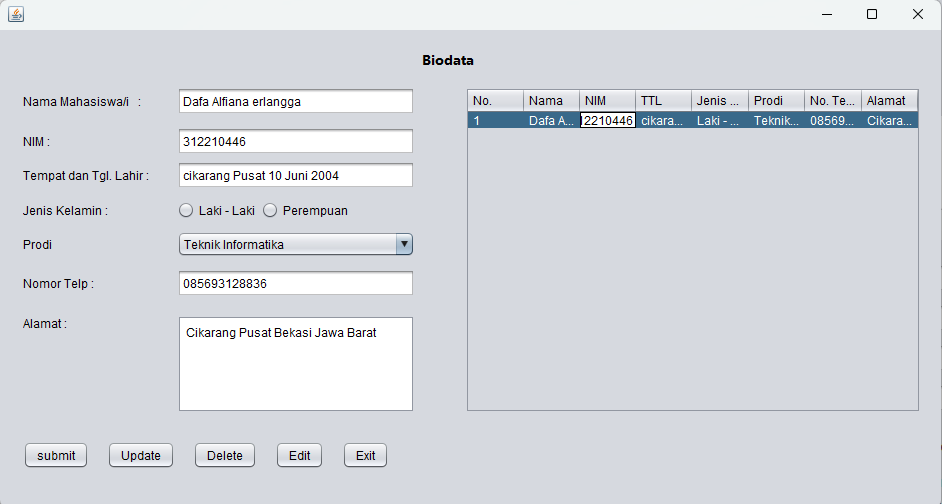 Biodata
Nama Mahasiswa/i :
Dafa Alfiana erlangga
NIM :
312210446
Tempat dan Tgl. Lahir :
cikarang Pusat 10 Juni 2004
Jenis Kelamin :
Laki - Laki
Perempuan
Prodi
Teknik Informatika
Nomor Telp :
085693128836
Alamat :
Cikarang Pusat Bekasi Jawa Barat
submit
Update
Delete
Edit
Exit
No. Nama NIM TTL Jenis ... Prodi No. Te... Alamat
1 Dafa A... 2210446 cikara... Laki - ... Teknik... 08569... Cikara...